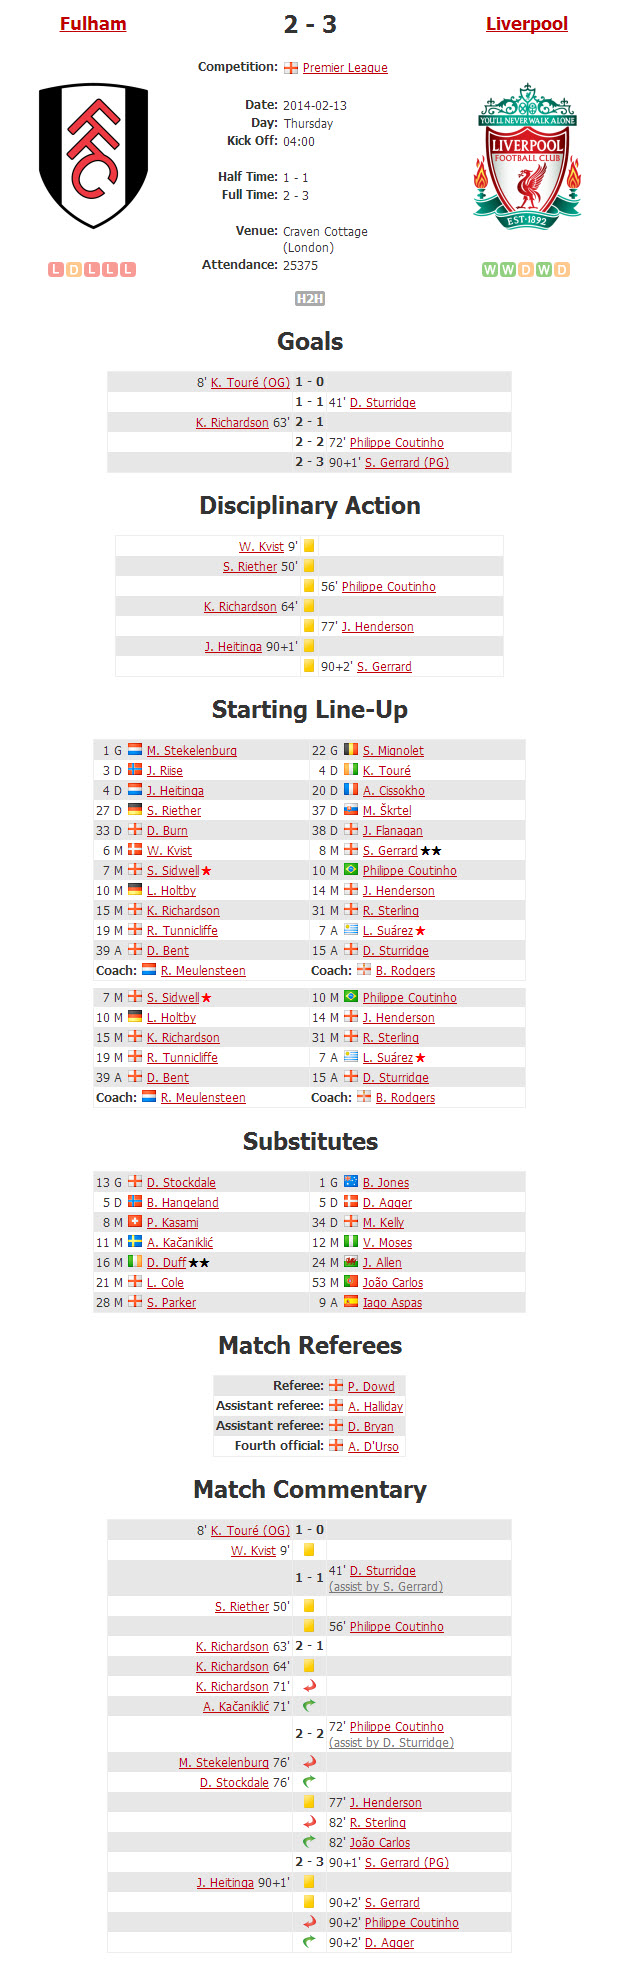 Fulham 2 - 3 Liverpool
Competition: Premier League
Date: 2014-02-13
Day: Thursday
Kick Off: 04:00
Half Time: 1 - 1
Full Time: 2 - 3
Venue: Craven Cottage
(London)
Attendance: 25375
FFC
YOU'LL NEVER WALK ALONE
LIVERPOOL
FOOTBALL CLUB
EST·1892
L D L L L
W W D W D
H2H
Goals
8' K. Touré (OG) 1 - 0
1 - 1 41' D. Sturridge
K. Richardson 63' 2 - 1
2 - 2 72' Philippe Coutinho
2 - 3 90+1' S. Gerrard (PG)
Disciplinary Action
W. Kvist 9'
S. Riether 50'
56' Philippe Coutinho
K. Richardson 64'
77' J. Henderson
J. Heitinga 90+1'
90+2' S. Gerrard
Starting Line-Up
1 G M. Stekelenburg 22 G S. Mignolet
3 D J. Riise 4 D K. Touré
4 D J. Heitinga 20 D A. Cissokho
27 D S. Riether 37 D M. Škrtel
33 D D. Burn 38 D J. Flanagan
6 M W. Kvist 8 M S. Gerrard
7 M S. Sidwell 10 M Philippe Coutinho
10 M L. Holtby 14 M J. Henderson
15 M K. Richardson 31 M R. Sterling
19 M R. Tunnicliffe 7 A L. Suárez
39 A D. Bent 15 A D. Sturridge
Coach: R. Meulensteen Coach: B. Rodgers
7 M S. Sidwell 10 M Philippe Coutinho
10 M L. Holtby 14 M J. Henderson
15 M K. Richardson 31 M R. Sterling
19 M R. Tunnicliffe 7 A L. Suárez
39 A D. Bent 15 A D. Sturridge
Coach: R. Meulensteen Coach: B. Rodgers
Substitutes
13 G D. Stockdale 1 G B. Jones
5 D B. Hangeland 5 D D. Agger
8 M P. Kasami 34 D M. Kelly
11 M A. Kačaniklić 12 M V. Moses
16 M D. Duff 24 M J. Allen
21 M L. Cole 53 M João Carlos
28 M S. Parker 9 A Iago Aspas
Match Referees
Referee: P. Dowd
Assistant referee: A. Halliday
Assistant referee: D. Bryan
Fourth official: A. D'Urso
Match Commentary
8' K. Touré (OG) 1 - 0
W. Kvist 9'
1 - 1 41' D. Sturridge
(assist by S. Gerrard)
S. Riether 50'
56' Philippe Coutinho
K. Richardson 63' 2 - 1
K. Richardson 64'
K. Richardson 71'
A. Kačaniklić 71'
2 - 2 72' Philippe Coutinho
(assist by D. Sturridge)
M. Stekelenburg 76'
D. Stockdale 76'
77' J. Henderson
82' R. Sterling
82' João Carlos
2 - 3 90+1' S. Gerrard (PG)
J. Heitinga 90+1'
90+2' S. Gerrard
90+2' Philippe Coutinho
90+2' D. Agger